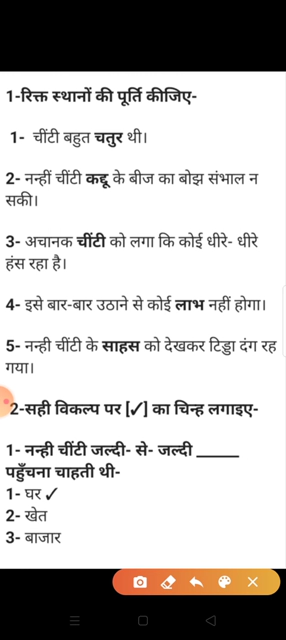 1-रिक्त स्थानों की पूर्ति कीजिए-
1- चींटी बहुत चतुर थी।
2- नन्हीं चींटी कद्दू के बीज का बोझ संभाल न
सकी।
3- अचानक चींटी को लगा कि कोई धीरे- धीरे
हंस रहा है।
4- इसे बार-बार उठाने से कोई लाभ नहीं होगा।
5- नन्ही चींटी के साहस को देखकर टिड्डा दंग रह
गया।
2-सही विकल्प पर [✓] का चिन्ह लगाइए-
1- नन्ही चींटी जल्दी- से- जल्दी _____
पहुँचना चाहती थी-
1- घर ✓
2- खेत
3- बाजार